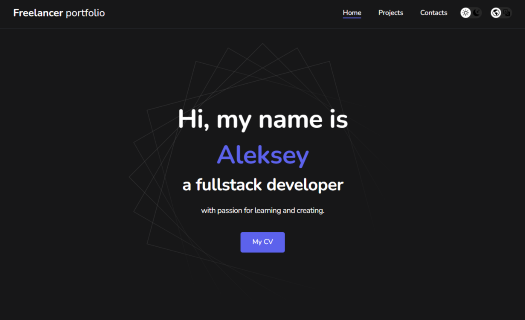 Freelancer portfolio
Home Projects Contacts
Hi, my name is
Aleksey
a fullstack developer
with passion for learning and creating.
My CV